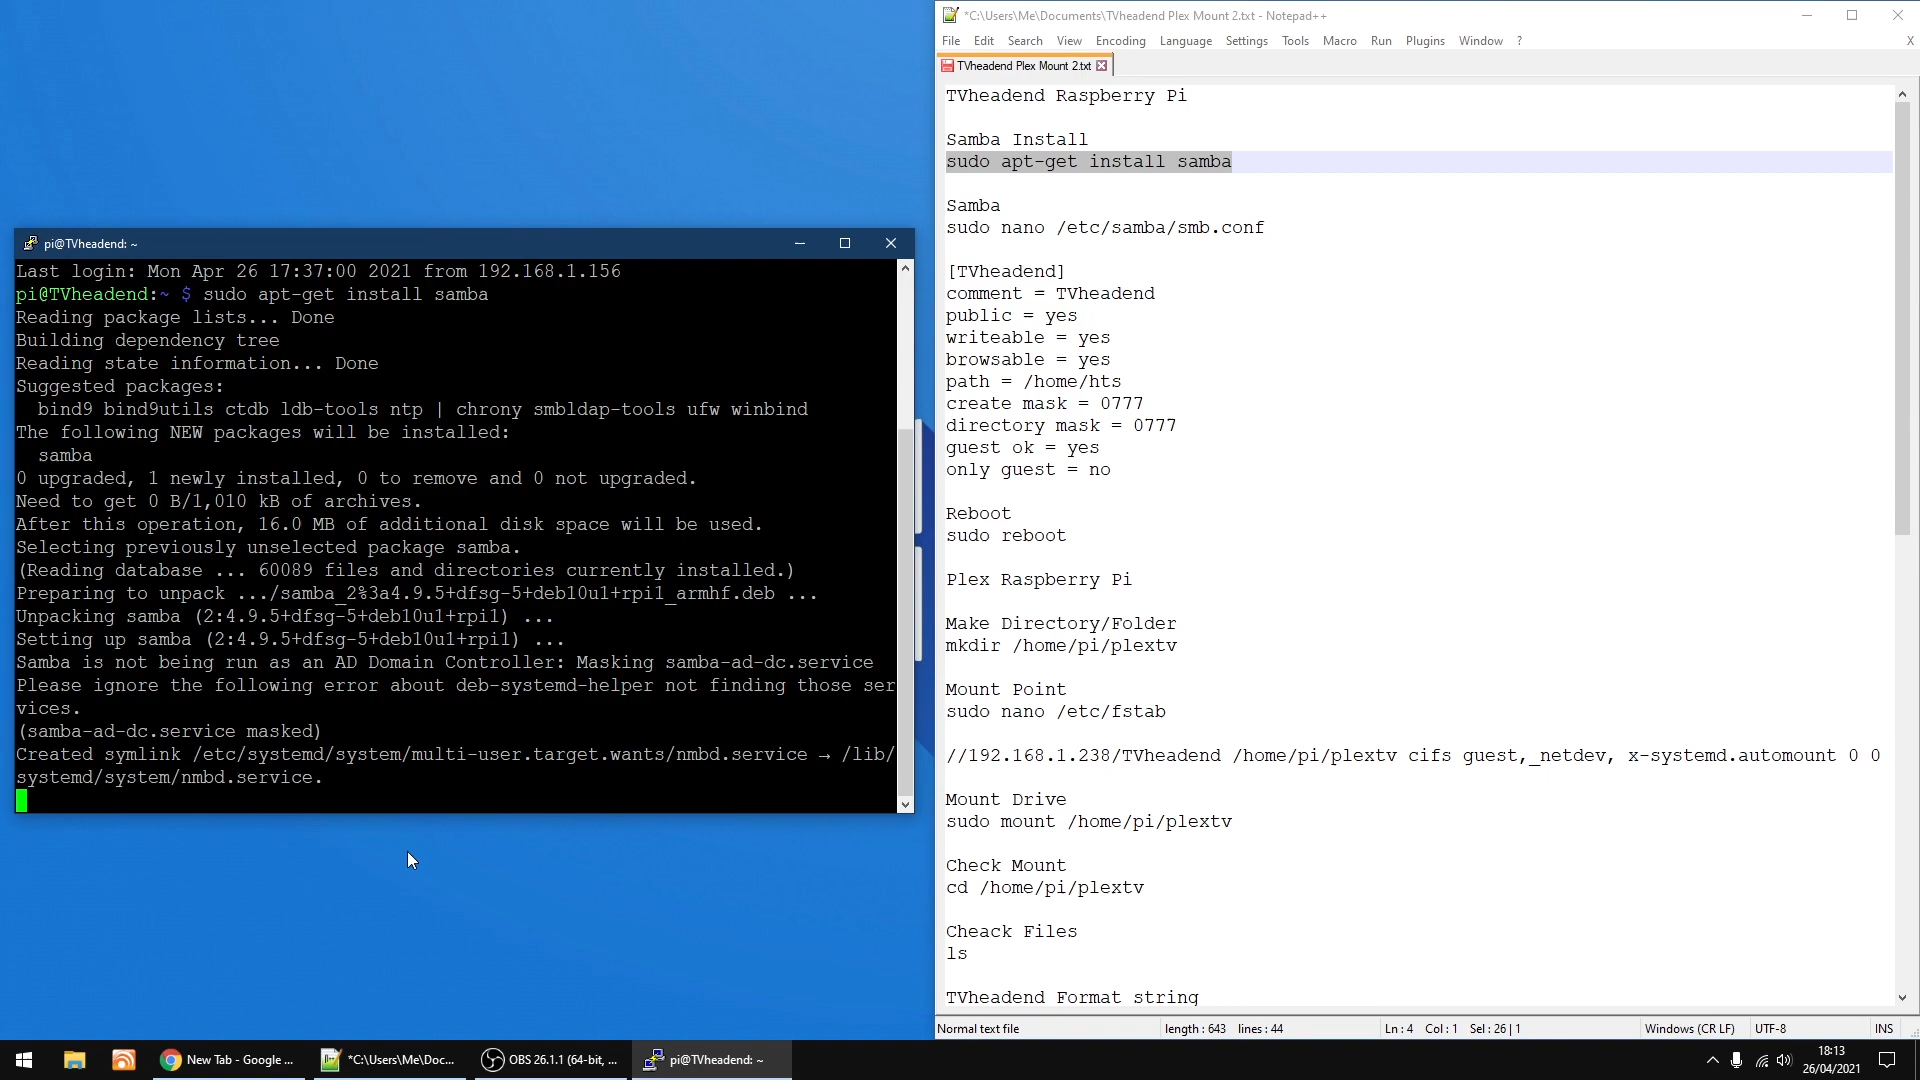 pi@TVheadend: ~
Last login: Mon Apr 26 17:37:00 2021 from 192.168.1.156
pi@TVheadend:~ $ sudo apt-get install samba
Reading package lists... Done
Building dependency tree
Reading state information... Done
Suggested packages:
bind9 bind9utils ctdb ldb-tools ntp | chrony smbldap-tools ufw winbind
The following NEW packages will be installed:
samba
0 upgraded, 1 newly installed, 0 to remove and 0 not upgraded.
Need to get 0 B/1,010 kB of archives.
After this operation, 16.0 MB of additional disk space will be used.
Selecting previously unselected package samba.
(Reading database ... 60089 files and directories currently installed.)
Preparing to unpack .../samba_2%3a4.9.5+dfsg-5+deb10u1+rpi1_armhf.deb ...
Unpacking samba (2:4.9.5+dfsg-5+deb10u1+rpi1) ...
Setting up samba (2:4.9.5+dfsg-5+deb10u1+rpi1) ...
Samba is not being run as an AD Domain Controller: Masking samba-ad-dc.service
Please ignore the following error about deb-systemd-helper not finding those ser
vices.
(samba-ad-dc.service masked)
Created symlink /etc/systemd/system/multi-user.target.wants/nmbd.service → /lib/
systemd/system/nmbd.service.
*C:\Users\Me\Documents\TVheadend Plex Mount 2.txt - Notepad++
File Edit Search View Encoding Language Settings Tools Macro Run Plugins Window ? X
TVheadend Plex Mount 2.txt
TVheadend Raspberry Pi
Samba Install
sudo apt-get install samba
Samba
sudo nano /etc/samba/smb.conf
[TVheadend]
comment = TVheadend
public = yes
writeable = yes
browsable = yes
path = /home/hts
create mask = 0777
directory mask = 0777
guest ok = yes
only guest = no
Reboot
sudo reboot
Plex Raspberry Pi
Make Directory/Folder
mkdir /home/pi/plextv
Mount Point
sudo nano /etc/fstab
//192.168.1.238/TVheadend /home/pi/plextv cifs guest,_netdev, x-systemd.automount 0 0
Mount Drive
sudo mount /home/pi/plextv
Check Mount
cd /home/pi/plextv
Cheack Files
ls
TVheadend Format string
Normal text file length : 643 lines : 44 Ln : 4 Col : 1 Sel : 26 | 1 Windows (CR LF) UTF-8 INS
New Tab - Google ... *C:\Users\Me\Doc... OBS 26.1.1 (64-bit, ... pi@TVheadend: ~ 18:13
26/04/2021